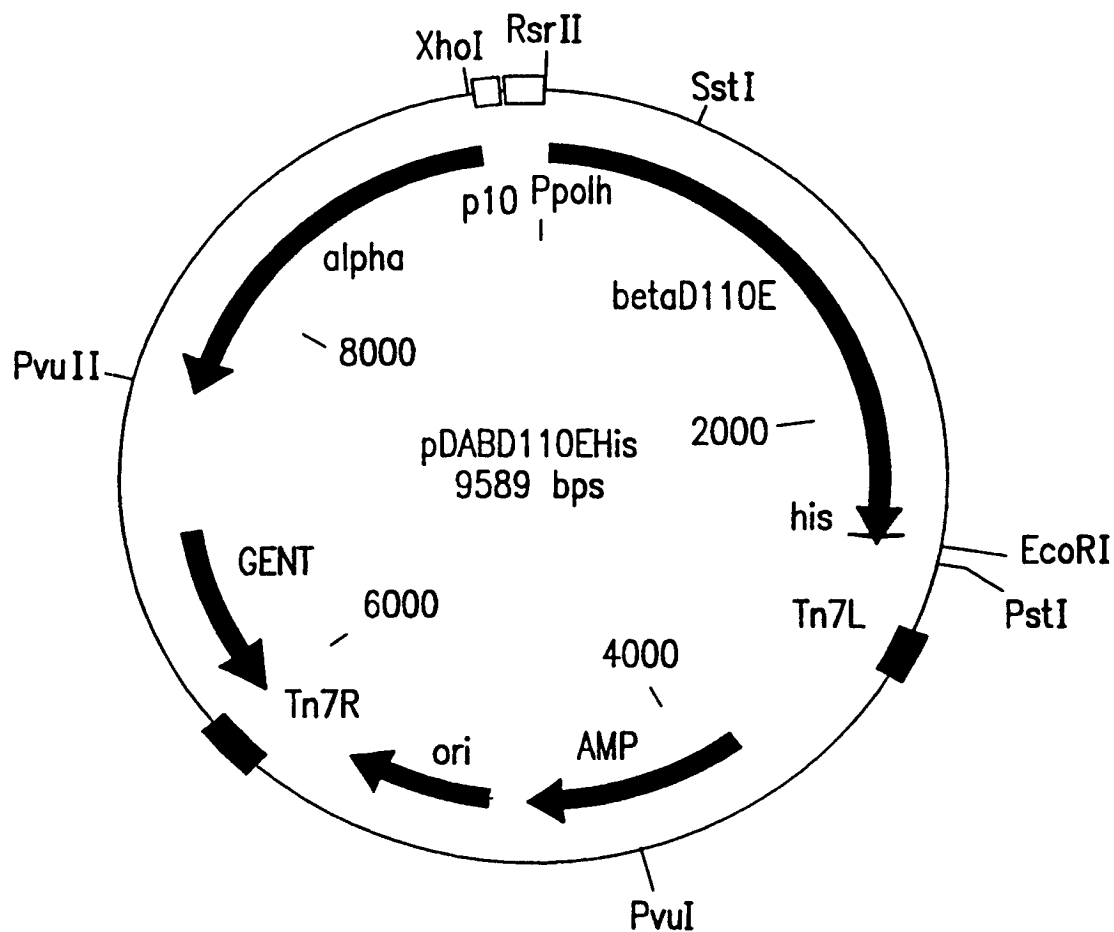 XhoI
RsrII
SstI
p10
Ppolh
alpha
betaD110E
PvuII
8000
2000
pDABD110EHis
9589 bps
his
EcoRI
GENT
PstI
6000
Tn7L
4000
Tn7R
ori
AMP
PvuI